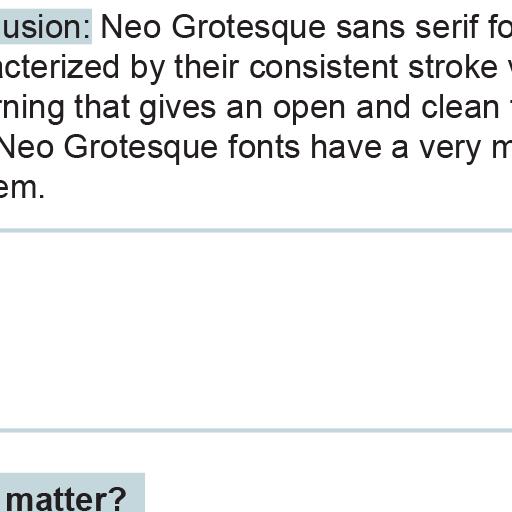 usion: Neo Grotesque sans serif fo
cterized by their consistent stroke
rning that gives an open and clean
Neo Grotesque fonts have a very m
em.
matter?